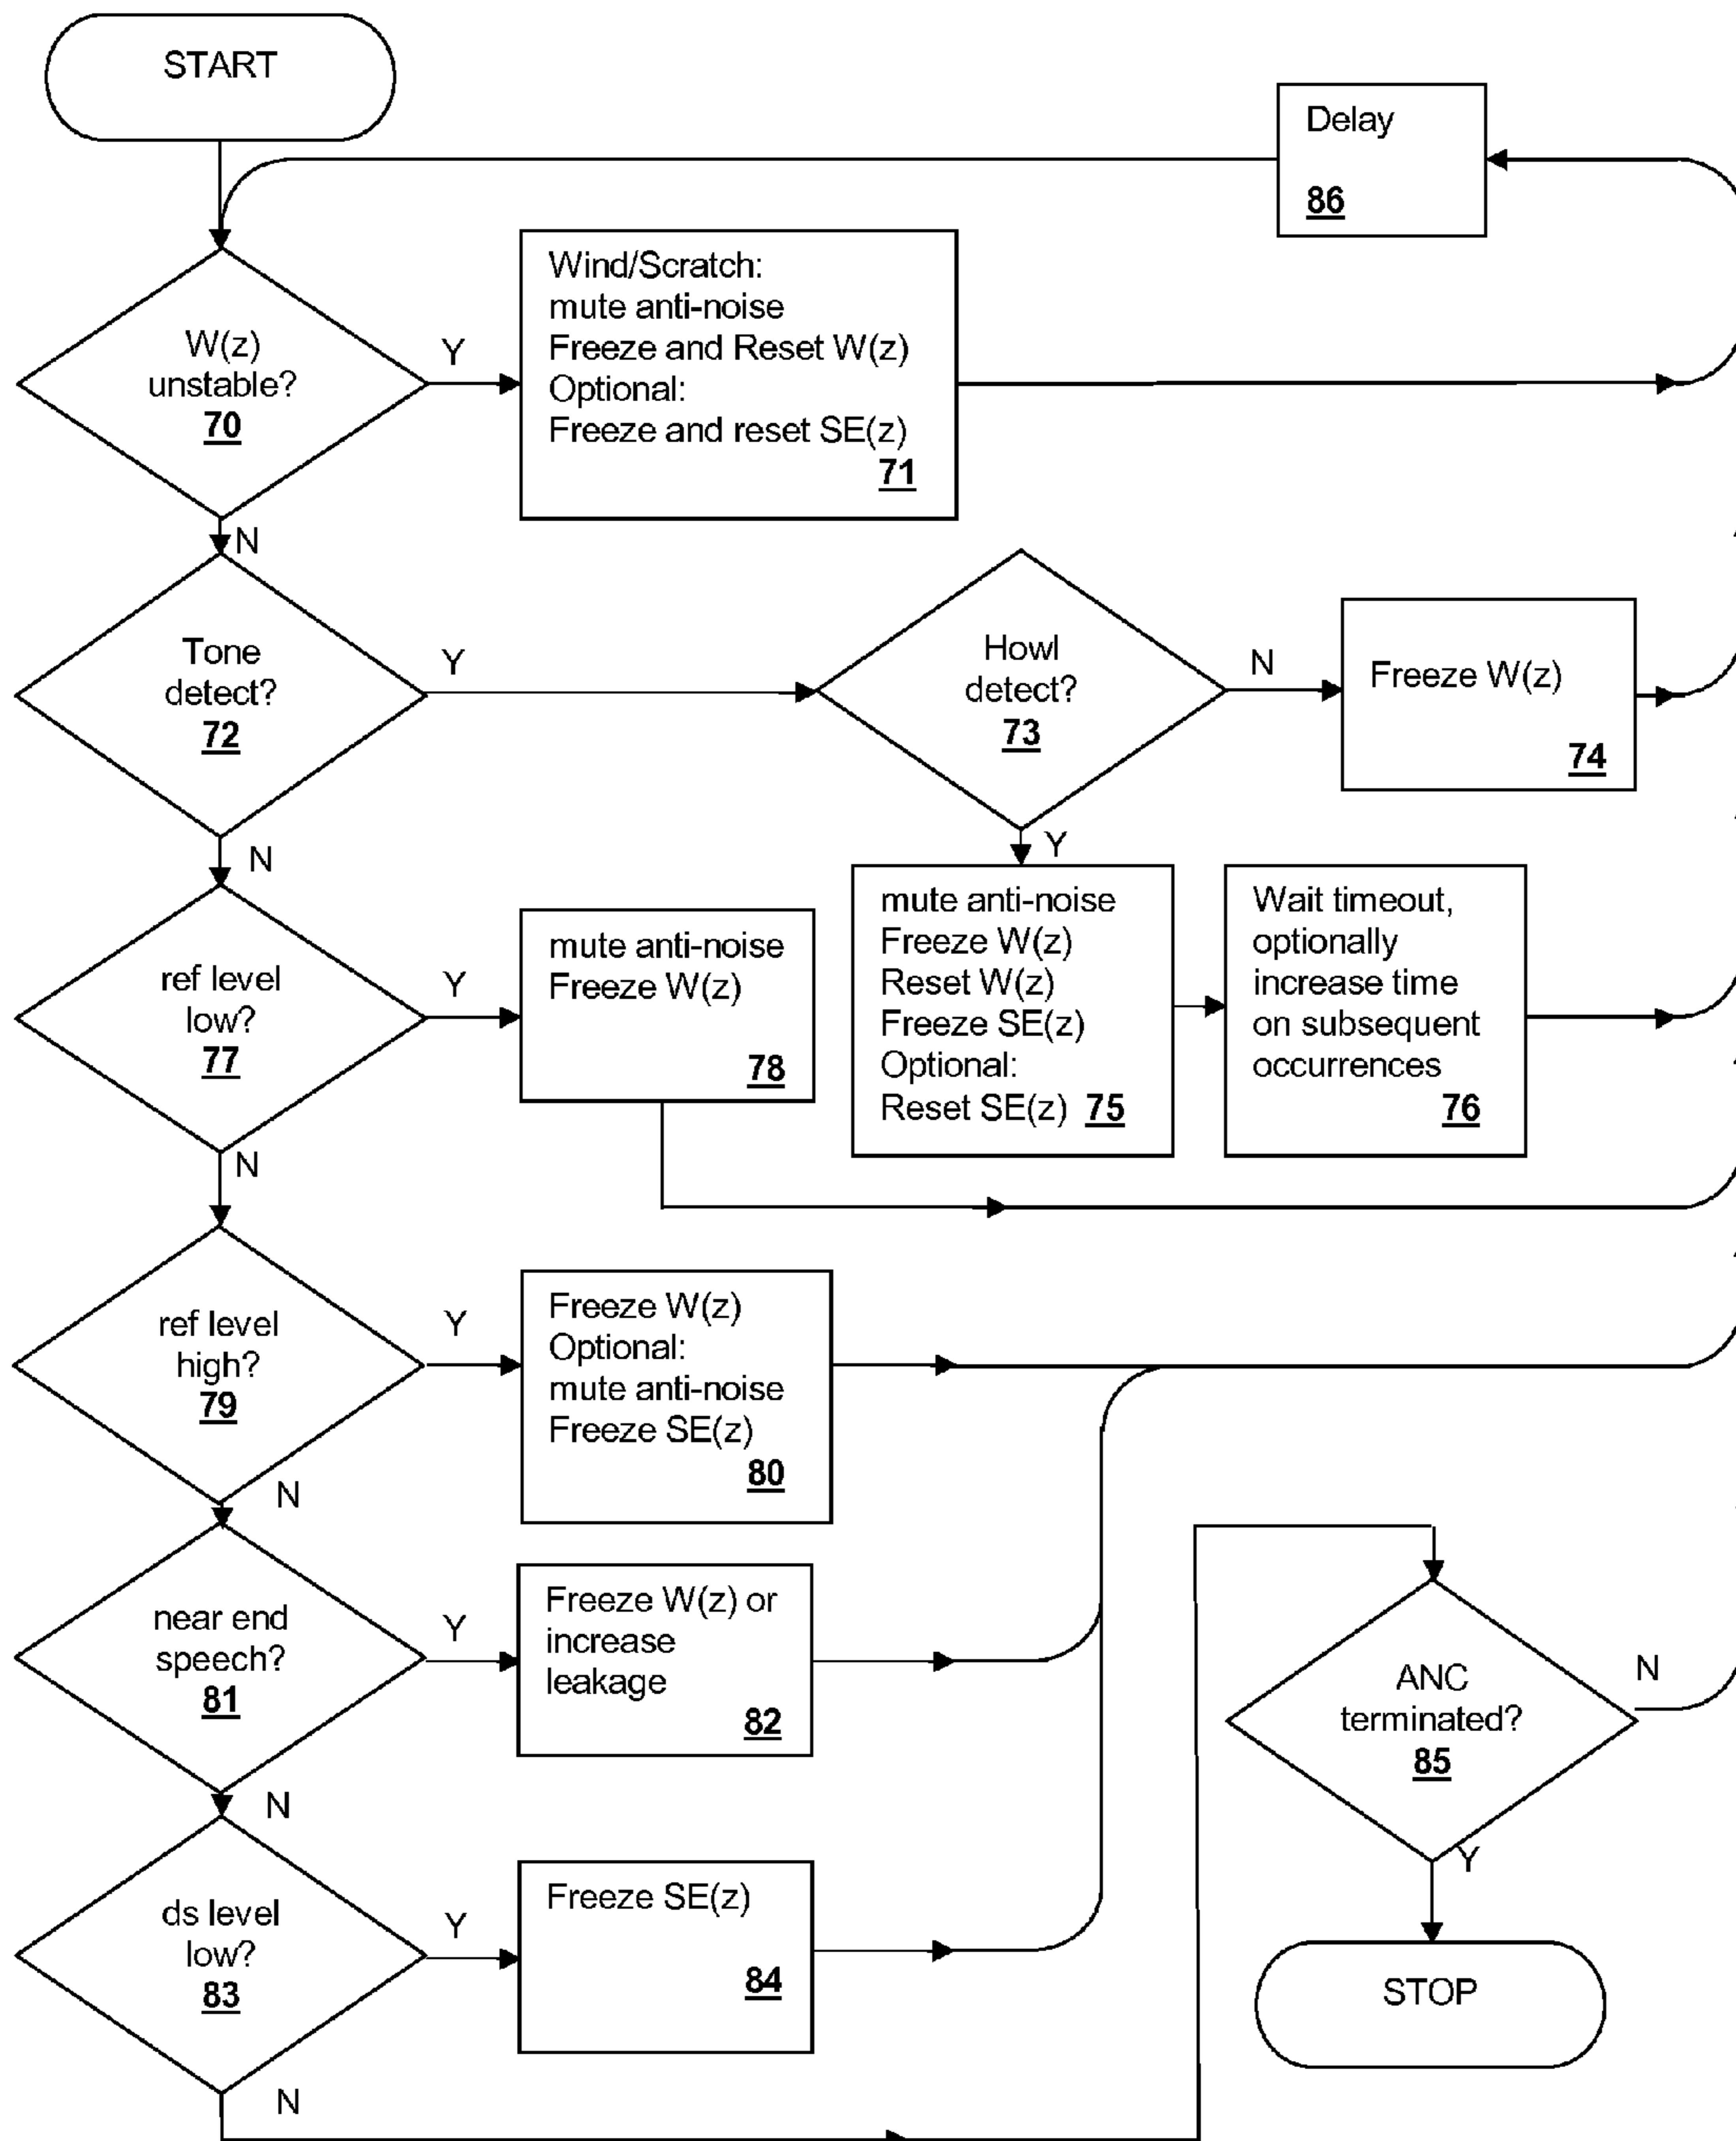 START
Delay
86
W(z)
unstable?
70
Y
Wind/Scratch:
mute anti-noise
Freeze and Reset W(z)
Optional:
Freeze and reset SE(z)
71
N
Tone
detect?
72
Y
Howl
detect?
73
N
Freeze W(z)
74
N
Y
ref level
low?
77
Y
mute anti-noise
Freeze W(z)
78
mute anti-noise
Freeze W(z)
Reset W(z)
Freeze SE(z)
Optional:
Reset SE(z) 75
Wait timeout,
optionally
increase time
on subsequent
occurrences
76
N
ref level
high?
79
Y
Freeze W(z)
Optional:
mute anti-noise
Freeze SE(z)
80
N
near end
speech?
81
Y
Freeze W(z) or
increase
leakage
82
ANC
terminated?
85
N
N
Y
ds level
low?
83
Y
Freeze SE(z)
84
STOP
N